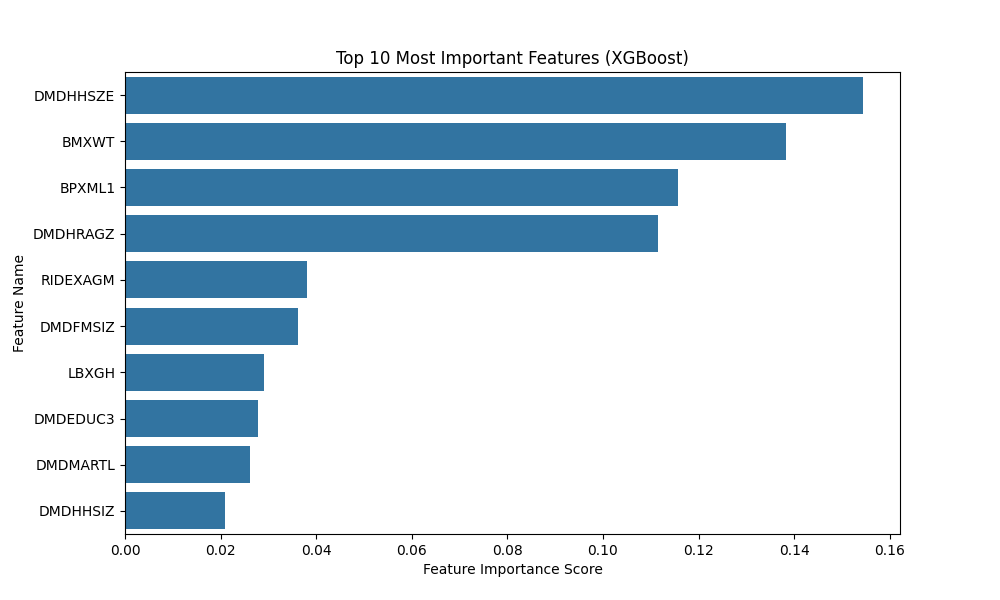 Top 10 Most Important Features (XGBoost)
Feature Name
DMDHHSZE
BMXWT
BPXML1
DMDHRAGZ
RIDEXAGM
DMDFMSIZ
LBXGH
DMDEDUC3
DMDMARTL
DMDHHSIZ
0.00 0.02 0.04 0.06 0.08 0.10 0.12 0.14 0.16
Feature Importance Score